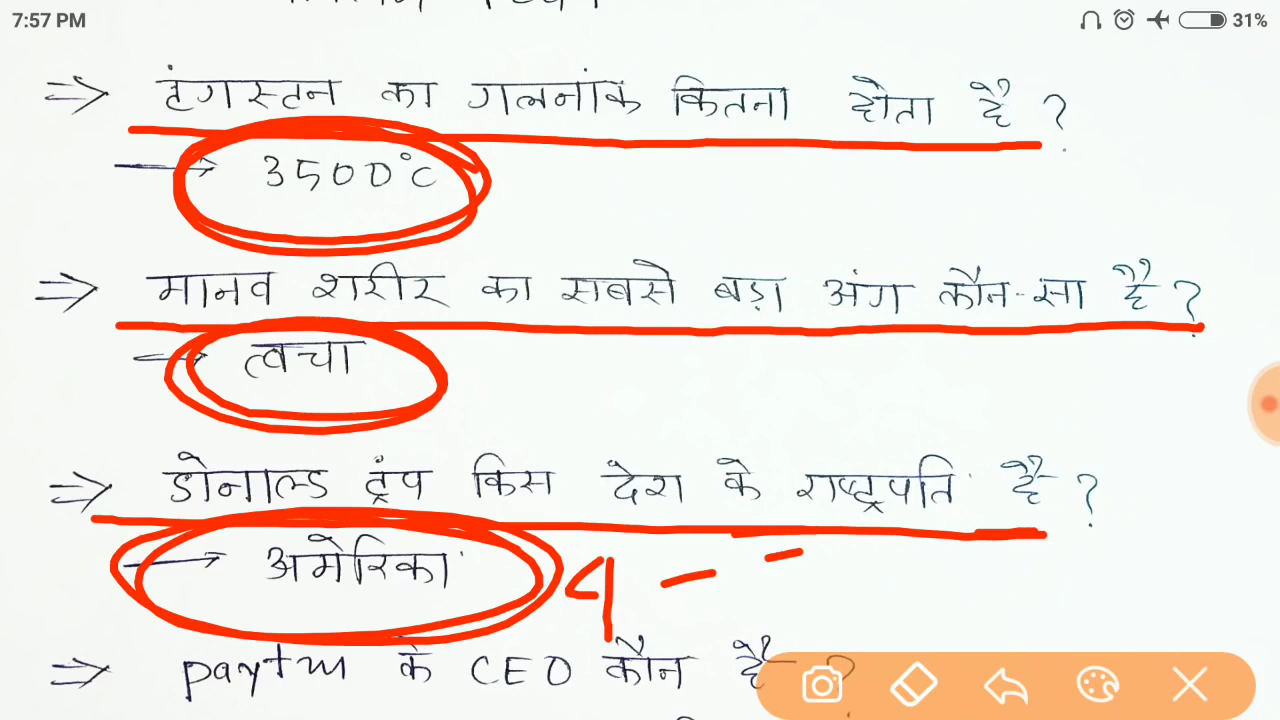 7:57 PM 31%
⇒ टंगस्टन का गलनांक कितना होता है ?
→ 3500°C
⇒ मानव शरीर का सबसे बड़ा अंग कौन-सा है ?
→ त्वचा
⇒ डोनाल्ड ट्रंप किस देश के राष्ट्रपति है ?
→ अमेरिका
⇒ paytm के CEO कौन है ?